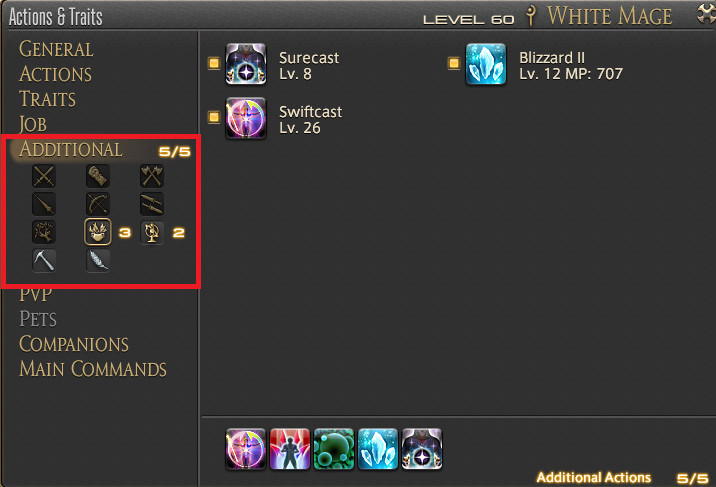 Actions & Traits
LEVEL 60 WHITE MAGE
GENERAL
ACTIONS
TRAITS
JOB
ADDITIONAL 5/5
3 2
PVP
PETS
COMPANIONS
MAIN COMMANDS
Surecast
Lv. 8
Blizzard II
Lv. 12 MP: 707
Swiftcast
Lv. 26
Additional Actions 5/5